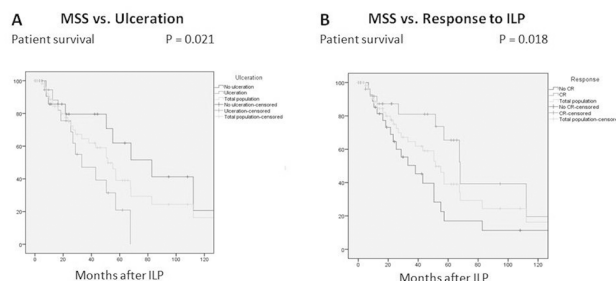 A MSS vs. Ulceration
Patient survival P = 0.021
Ulceration
No ulceration
Ulceration
Total population
No ulceration-censored
Ulceration-censored
Total population-censored
100
80
60
40
20
0
0 20 40 60 80 100 120
Months after ILP
B MSS vs. Response to ILP
Patient survival P = 0.018
Response
No CR
CR
Total population
No CR-censored
CR-censored
Total population-censored
100
80
60
40
20
0
0 20 40 60 80 100 120
Months after ILP